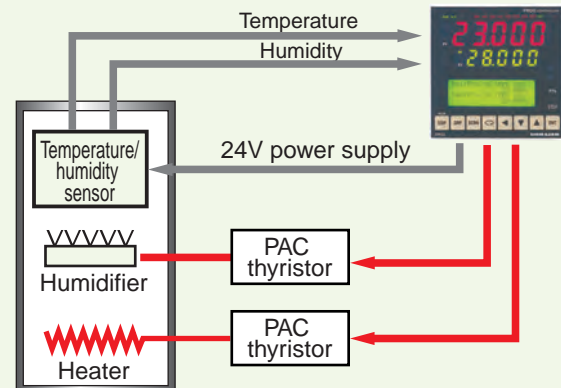 Temperature
Humidity
23.000
28.000
Temperature/
humidity
sensor
24V power supply
PAC
thyristor
Humidifier
PAC
thyristor
Heater